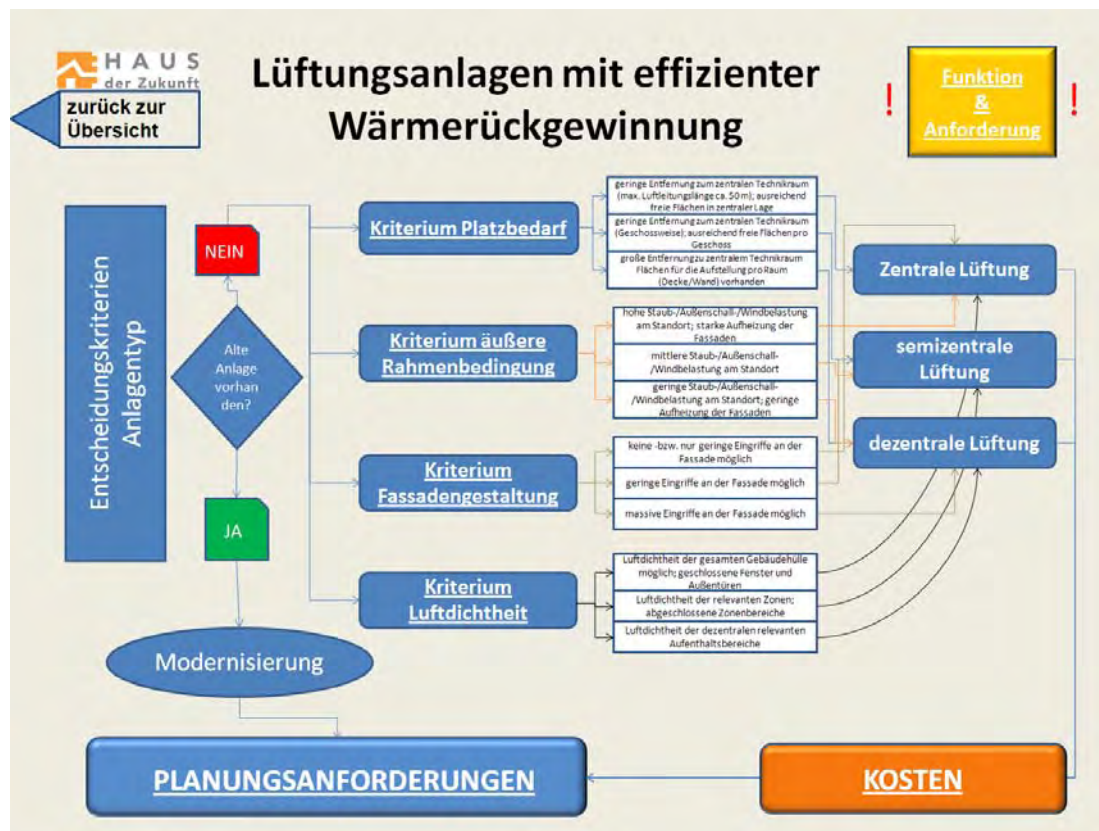 HAUS
der Zukunft
zurück zur
Übersicht
Lüftungsanlagen mit effizienter
Wärmerückgewinnung
!
Funktion
&
Anforderung
!
Entscheidungskriterien
Anlagentyp
NEIN
Alte
Anlage
vorhan
den?
JA
Modernisierung
Kriterium Platzbedarf
geringe Entfernung zum zentralen Technikraum
(max. Luftleitungslänge ca. 50 m); ausreichend
freie Flächen in zentraler Lage
geringe Entfernung zum zentralen Technikraum
(Geschossweise); ausreichend freie Flächen pro
Geschoss
große Entfernung zu zentralem Technikraum
Flächen für die Aufstellung pro Raum
(Decke/Wand) vorhanden
Kriterium äußere
Rahmenbedingung
hohe Staub-/Außenschall-/Windbelastung
am Standort; starke Aufheizung der
Fassaden
mittlere Staub-/Außenschall-
/Windbelastung am Standort
geringe Staub-/Außenschall-
/Windbelastung am Standort; geringe
Aufheizung der Fassaden
Kriterium
Fassadengestaltung
keine -bzw. nur geringe Eingriffe an der
Fassade möglich
geringe Eingriffe an der Fassade möglich
massive Eingriffe an der Fassade möglich
Kriterium
Luftdichtheit
Luftdichtheit der gesamten Gebäudehülle
möglich; geschlossene Fenster und
Außentüren
Luftdichtheit der relevanten Zonen;
abgeschlossene Zonenbereiche
Luftdichtheit der dezentralen relevanten
Aufenthaltsbereiche
Zentrale Lüftung
semizentrale
Lüftung
dezentrale Lüftung
PLANUNGSANFORDERUNGEN
KOSTEN